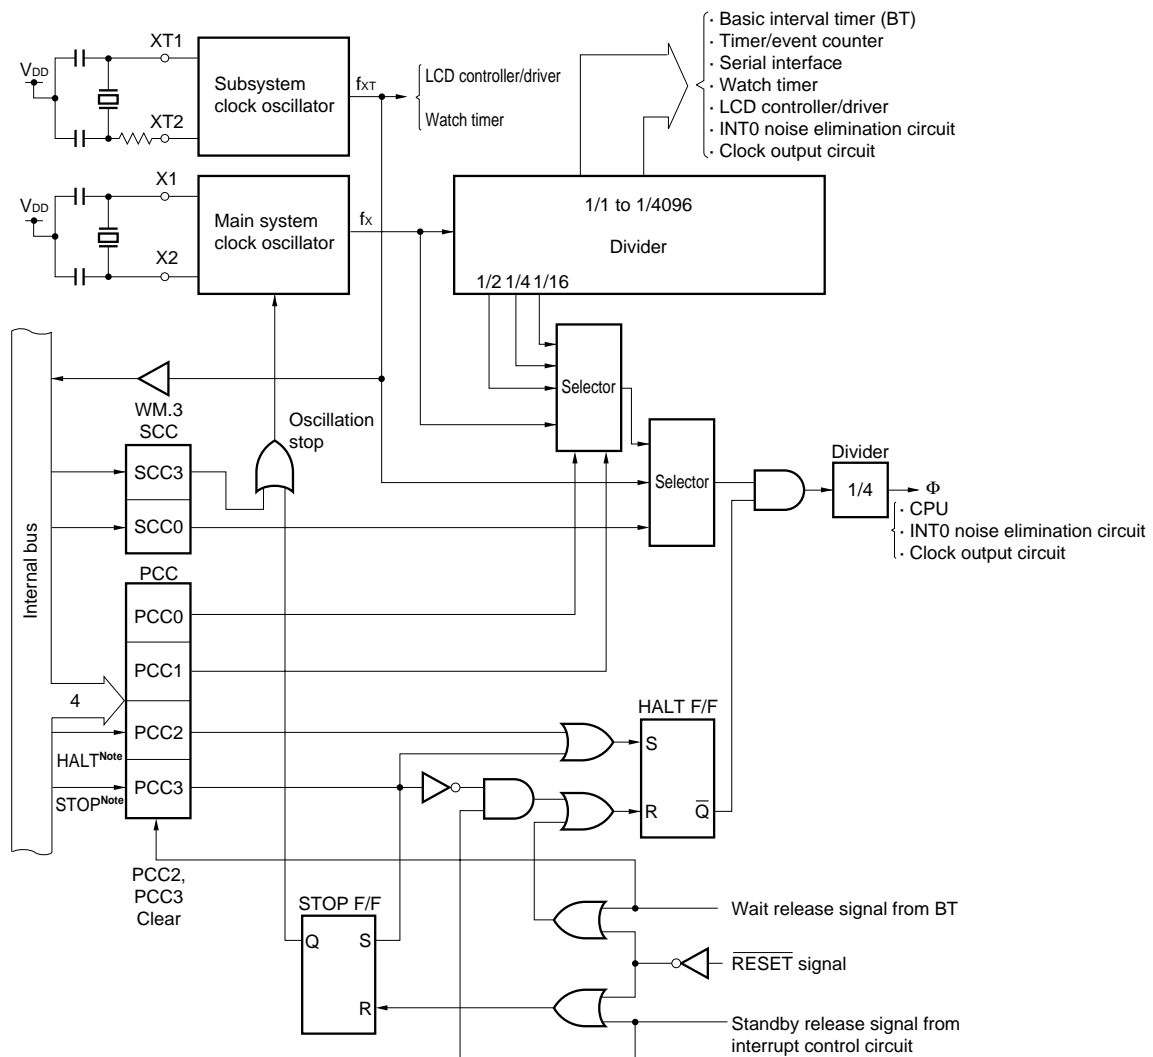 XT1
VDD
XT2
Subsystem
clock oscillator
fXT
LCD controller/driver
Watch timer
· Basic interval timer (BT)
· Timer/event counter
· Serial interface
· Watch timer
· LCD controller/driver
· INT0 noise elimination circuit
· Clock output circuit
X1
VDD
X2
Main system
clock oscillator
fX
1/1 to 1/4096
Divider
1/2 1/4 1/16
Selector
WM.3
SCC
Oscillation
stop
SCC3
SCC0
Selector
Divider
1/4
Φ
· CPU
· INT0 noise elimination circuit
· Clock output circuit
Internal bus
PCC
PCC0
PCC1
4
PCC2
HALTNote
PCC3
STOPNote
HALT F/F
S
R
Q̅
PCC2,
PCC3
Clear
STOP F/F
Q
S
R
Wait release signal from BT
R̅E̅S̅E̅T̅ signal
Standby release signal from
interrupt control circuit